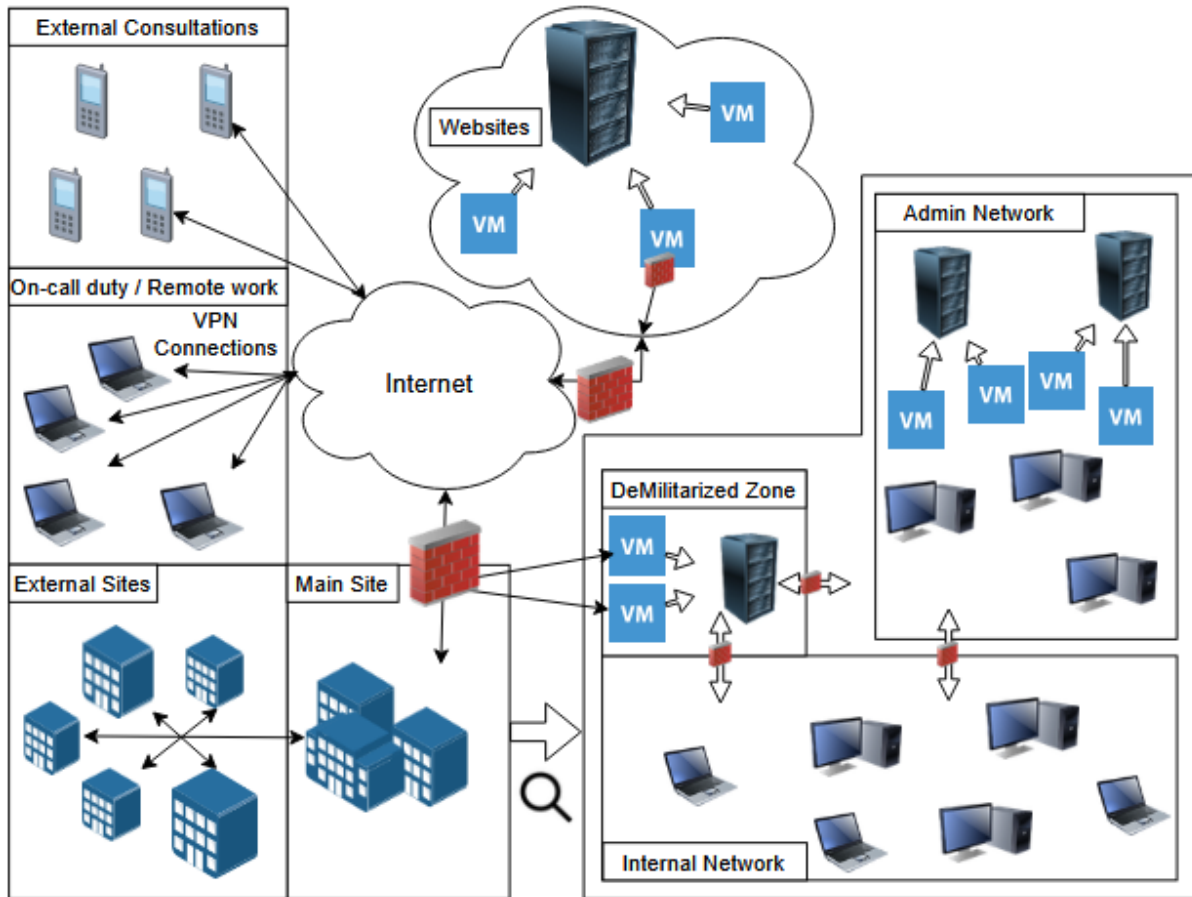 External Consultations
Websites
VM
VM
VM
Admin Network
On-call duty / Remote work
VPN
Connections
Internet
VM
VM
VM
VM
DeMilitarized Zone
VM
VM
External Sites
Main Site
Internal Network